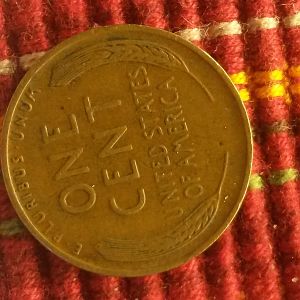 E PLURIBUS UNUM
ONE
CENT
UNITED STATES
OF AMERICA